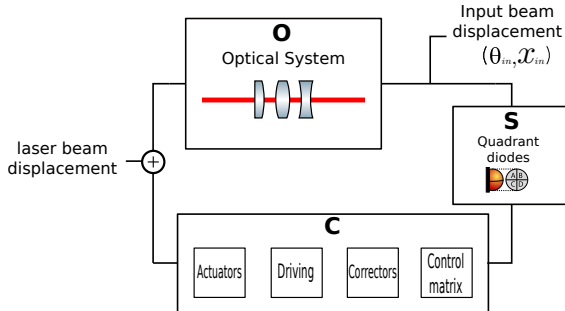 O
Optical System
Input beam
displacement
(θin,xin)
S
Quadrant
diodes
A B
C D
laser beam
displacement
+
C
Actuators
Driving
Correctors
Control
matrix